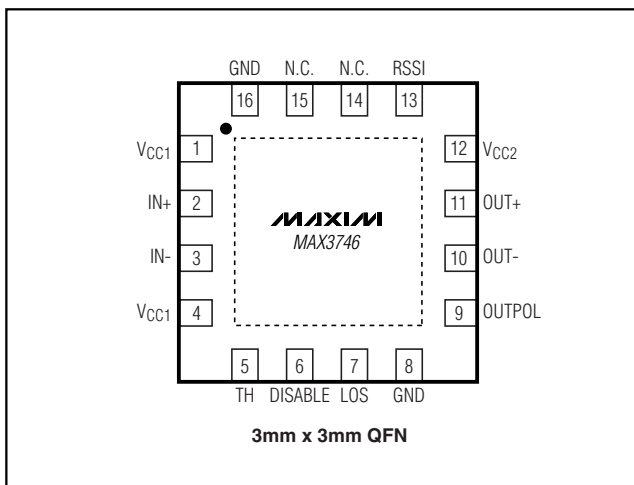 GND N.C. N.C. RSSI
16 15 14 13
VCC1 1 12 VCC2
IN+ 2 11 OUT+
MAXIM
MAX3746
IN- 3 10 OUT-
VCC1 4 9 OUTPOL
5 6 7 8
TH DISABLE LOS GND
3mm x 3mm QFN